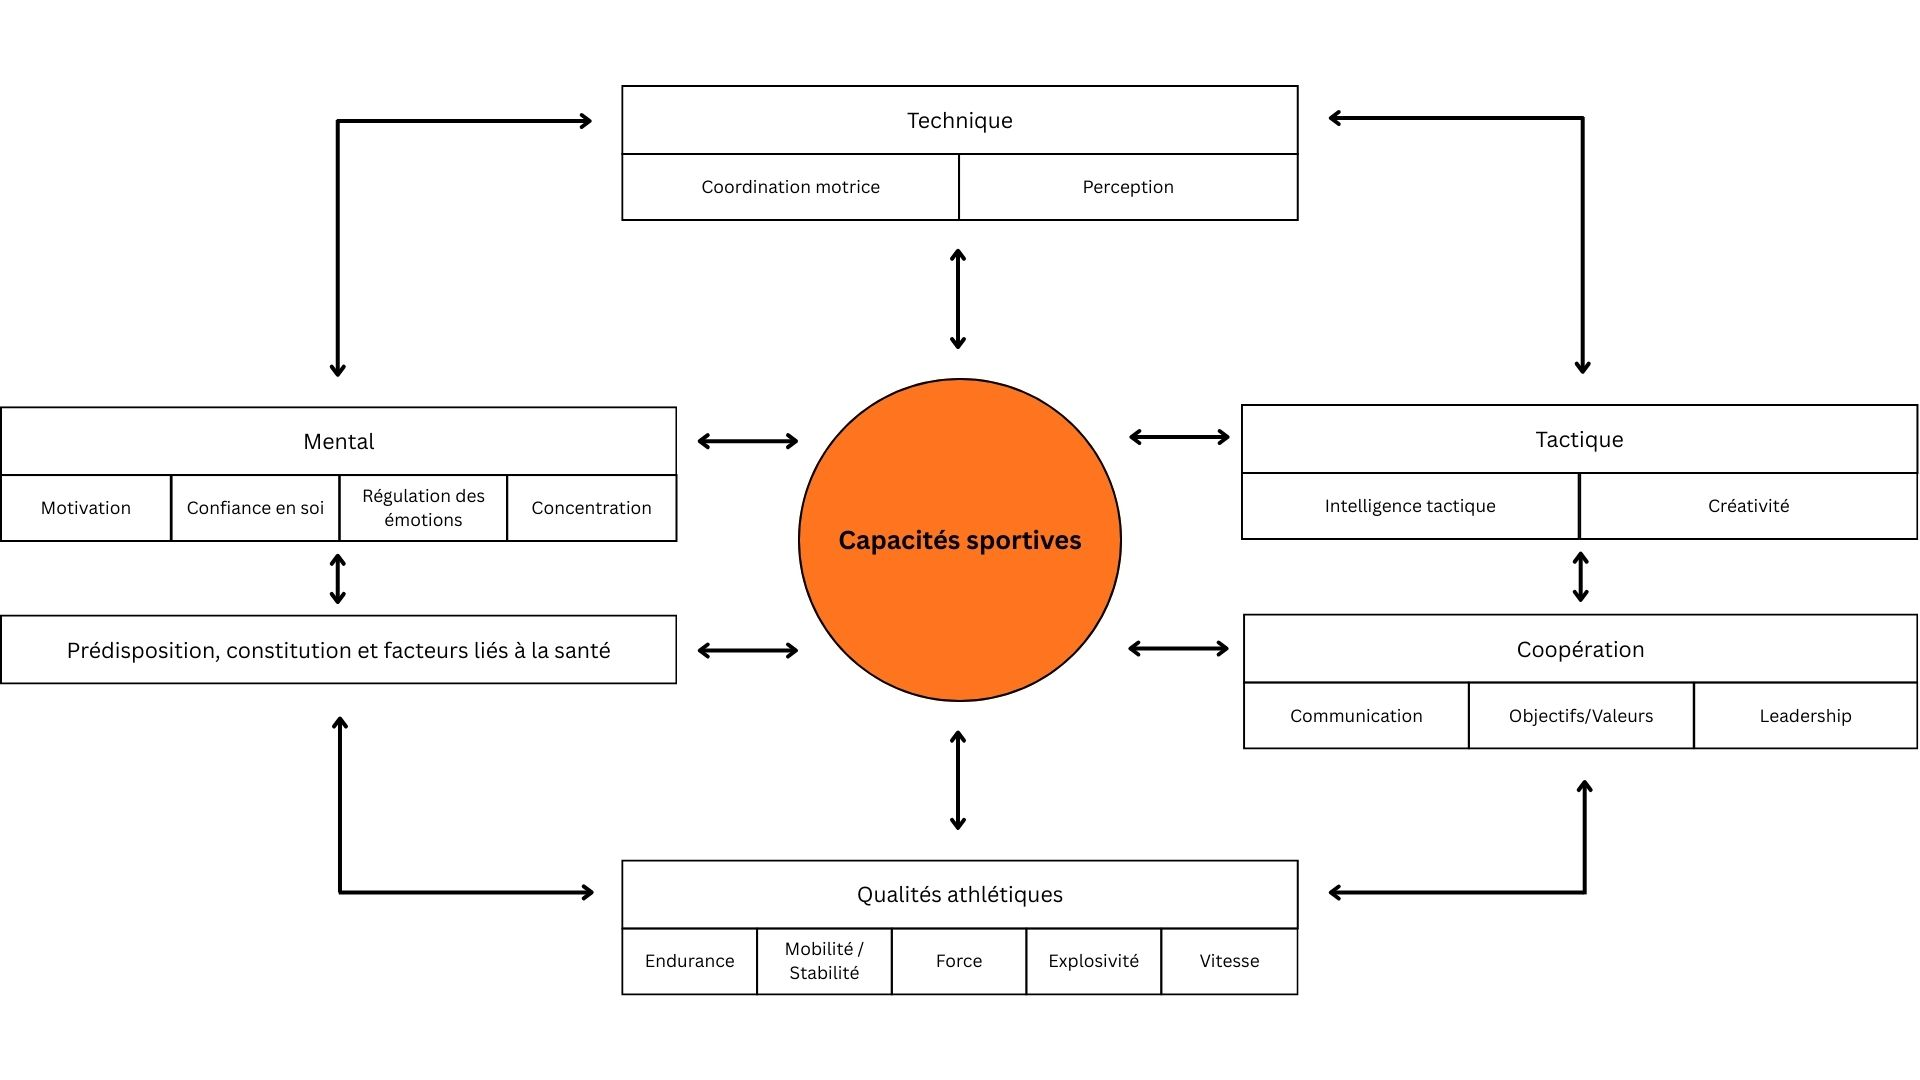 Technique
Coordination motrice
Perception
Mental
Motivation
Confiance en soi
Régulation des
émotions
Concentration
Prédisposition, constitution et facteurs liés à la santé
Capacités sportives
Tactique
Intelligence tactique
Créativité
Coopération
Communication
Objectifs/Valeurs
Leadership
Qualités athlétiques
Endurance
Mobilité /
Stabilité
Force
Explosivité
Vitesse